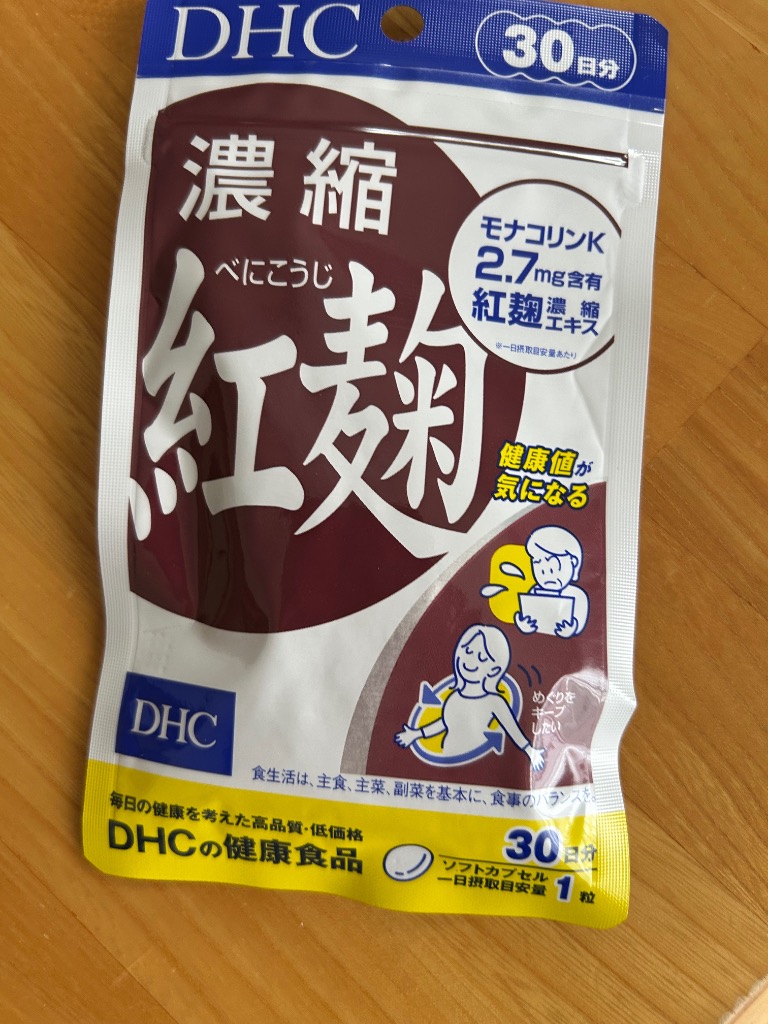 DHC
30日分
濃縮
べにこうじ
紅麹
モナコリンK
2.7mg含有
紅麹濃縮エキス
※一日摂取目安量あたり
健康値が
気になる
めぐりを
キープ
したい
DHC
食生活は、主食、主菜、副菜を基本に、食事のバランスを
毎日の健康を考えた高品質・低価格
DHCの健康食品
30日分
ソフトカプセル
一日摂取目安量 1粒